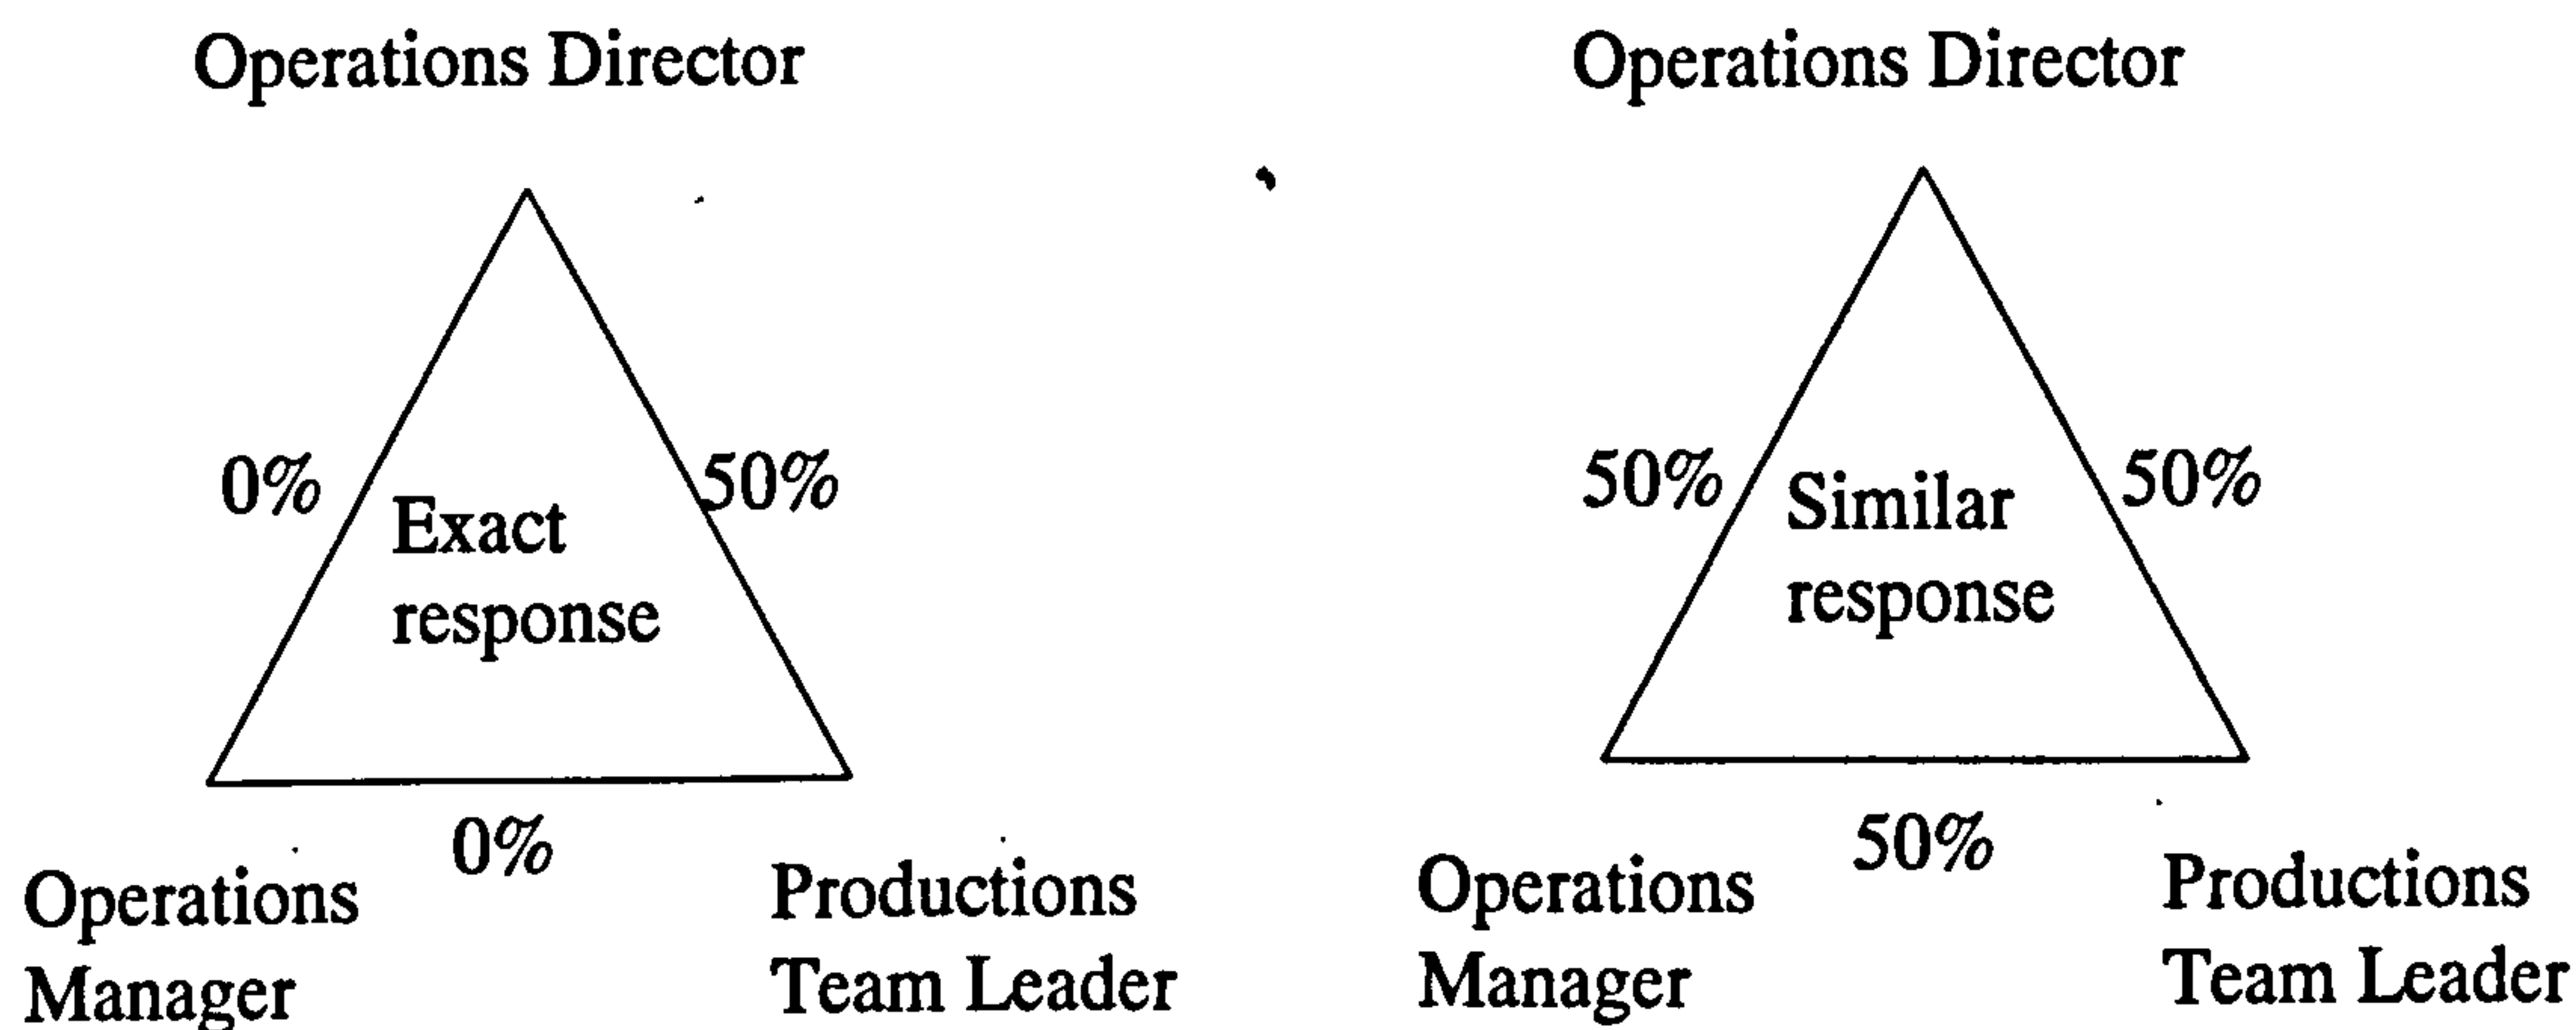 Operations Director
0%
50%
Exact
response
0%
Operations
Manager
Productions
Team Leader
Operations Director
50%
50%
Similar
response
50%
Operations
Manager
Productions
Team Leader